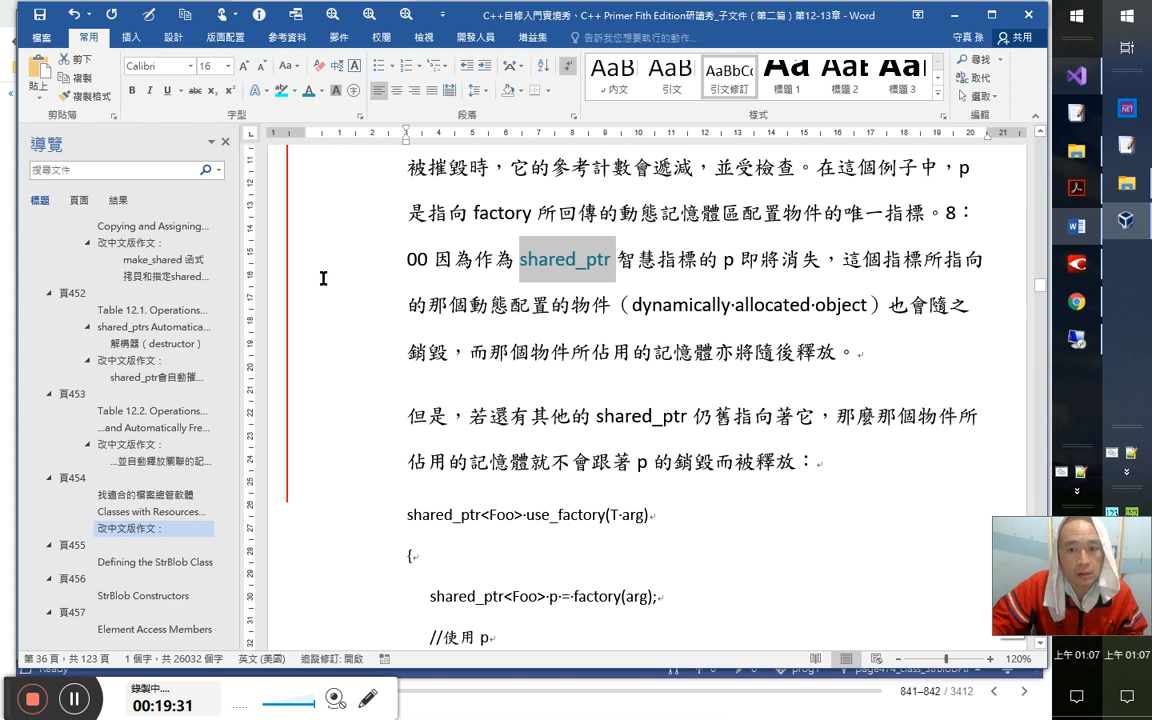 C++自修入門實境秀、C++ Primer Fith Edition研讀秀_子文件（第二篇）第12-13章 - Word
檔案 常用 插入 設計 版面配置 參考資料 郵件 校閱 檢視 開發人員 增益集 告訴我您想要執行的動作... 守真 孫 共用
貼上
剪下
複製
複製格式
剪貼簿
Calibri 16
字型
段落
AaB 內文
AaB 引文
AaBbCc 引文修訂
Aa 標題 1
Aat 標題 2
Aa 標題 3
樣式
尋找
取代
選取
編輯
導覽
搜尋文件
標題 頁面 結果
Copying and Assigning...
改中文版作文：
make_shared 函式
拷貝和指定shared...
頁452
Table 12.1. Operations...
shared_ptrs Automatica...
解構器（destructor）
改中文版作文：
shared_ptr會自動摧...
頁453
Table 12.2. Operations...
...and Automatically Fre...
改中文版作文：
...並自動釋放關聯的記...
頁454
找適合的檔案總管軟體
Classes with Resources...
改中文版作文：
頁455
Defining the StrBlob Class
頁456
StrBlob Constructors
頁457
Element Access Members
被摧毀時，它的參考計數會遞減，並受檢查。在這個例子中，p
是指向 factory 所回傳的動態記憶體區配置物件的唯一指標。8：
00 因為作為 shared_ptr 智慧指標的 p 即將消失，這個指標所指向
的那個動態配置的物件（dynamically·allocated·object）也會隨之
銷毀，而那個物件所佔用的記憶體亦將隨後釋放。
但是，若還有其他的 shared_ptr 仍舊指向著它，那麼那個物件所
佔用的記憶體就不會跟著 p 的銷毀而被釋放：
shared_ptr<Foo>·use_factory(T·arg)
{
shared_ptr<Foo>·p·=·factory(arg);
//使用 p
第 36 頁，共 123 頁 1 個字，共 26032 個字 英文 (美國) 追蹤修訂: 開啟 120%
錄製中....
00:19:31
841–842 / 3412
上午 01:07 上午 01:07